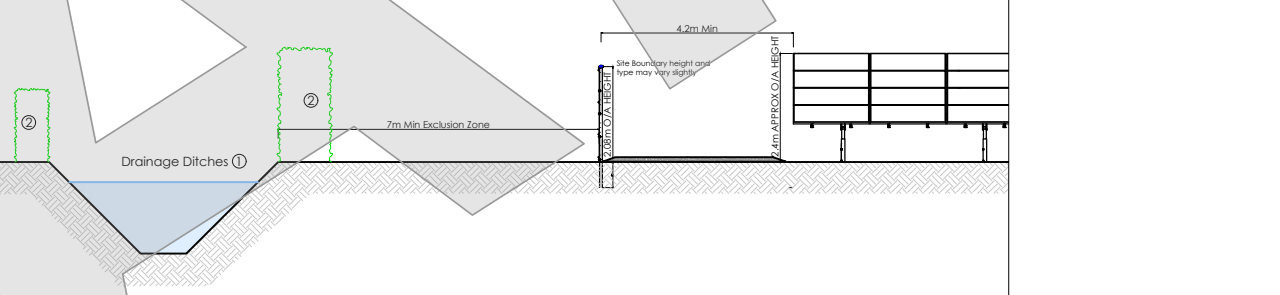 4.2m Min
Site Boundary height and
type may vary slightly
2.08m O/A HEIGHT
2.4m APPROX O/A HEIGHT
②
②
7m Min Exclusion Zone
Drainage Ditches ①